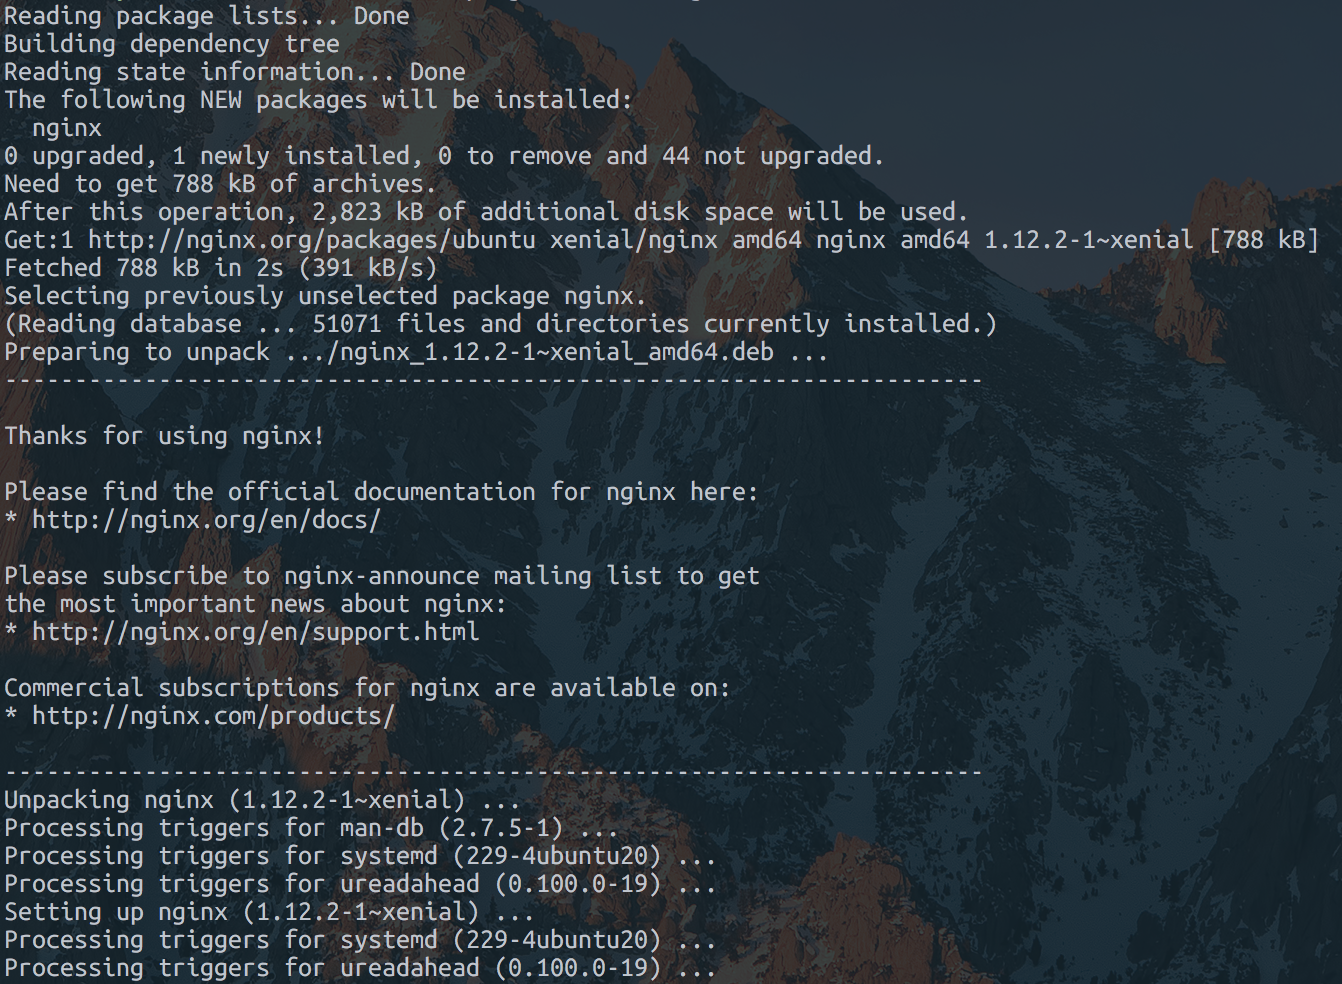 Reading package lists... Done
Building dependency tree
Reading state information... Done
The following NEW packages will be installed:
  nginx
0 upgraded, 1 newly installed, 0 to remove and 44 not upgraded.
Need to get 788 kB of archives.
After this operation, 2,823 kB of additional disk space will be used.
Get:1 http://nginx.org/packages/ubuntu xenial/nginx amd64 nginx amd64 1.12.2-1~xenial [788 kB]
Fetched 788 kB in 2s (391 kB/s)
Selecting previously unselected package nginx.
(Reading database ... 51071 files and directories currently installed.)
Preparing to unpack .../nginx_1.12.2-1~xenial_amd64.deb ...
----------------------------------------------------------------------
Thanks for using nginx!
Please find the official documentation for nginx here:
* http://nginx.org/en/docs/
Please subscribe to nginx-announce mailing list to get
the most important news about nginx:
* http://nginx.org/en/support.html
Commercial subscriptions for nginx are available on:
* http://nginx.com/products/
----------------------------------------------------------------------
Unpacking nginx (1.12.2-1~xenial) ...
Processing triggers for man-db (2.7.5-1) ...
Processing triggers for systemd (229-4ubuntu20) ...
Processing triggers for ureadahead (0.100.0-19) ...
Setting up nginx (1.12.2-1~xenial) ...
Processing triggers for systemd (229-4ubuntu20) ...
Processing triggers for ureadahead (0.100.0-19) ...